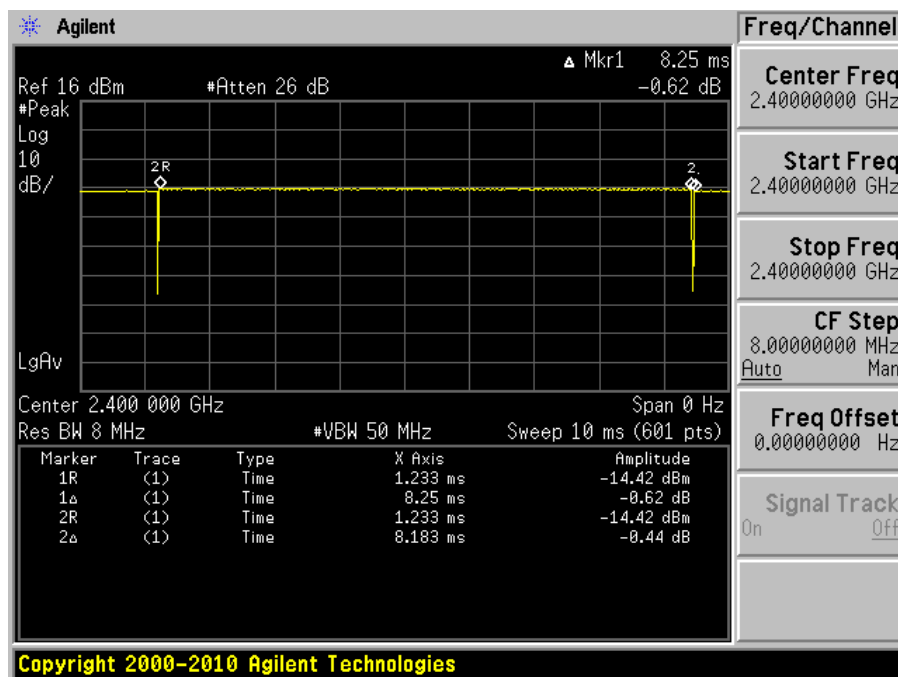 Agilent
Freq/Channel
▵ Mkr1 8.25 ms
Ref 16 dBm #Atten 26 dB -0.62 dB
#Peak
Log
10
dB/
2R
2.
LgAv
Center 2.400 000 GHz Span 0 Hz
Res BW 8 MHz #VBW 50 MHz Sweep 10 ms (601 pts)
Marker Trace Type X Axis Amplitude
1R (1) Time 1.233 ms -14.42 dBm
1▵ (1) Time 8.25 ms -0.62 dB
2R (1) Time 1.233 ms -14.42 dBm
2▵ (1) Time 8.183 ms -0.44 dB
Center Freq
2.40000000 GHz
Start Freq
2.40000000 GHz
Stop Freq
2.40000000 GHz
CF Step
8.00000000 MHz
Auto Man
Freq Offset
0.00000000 Hz
Signal Track
On Off
Copyright 2000-2010 Agilent Technologies